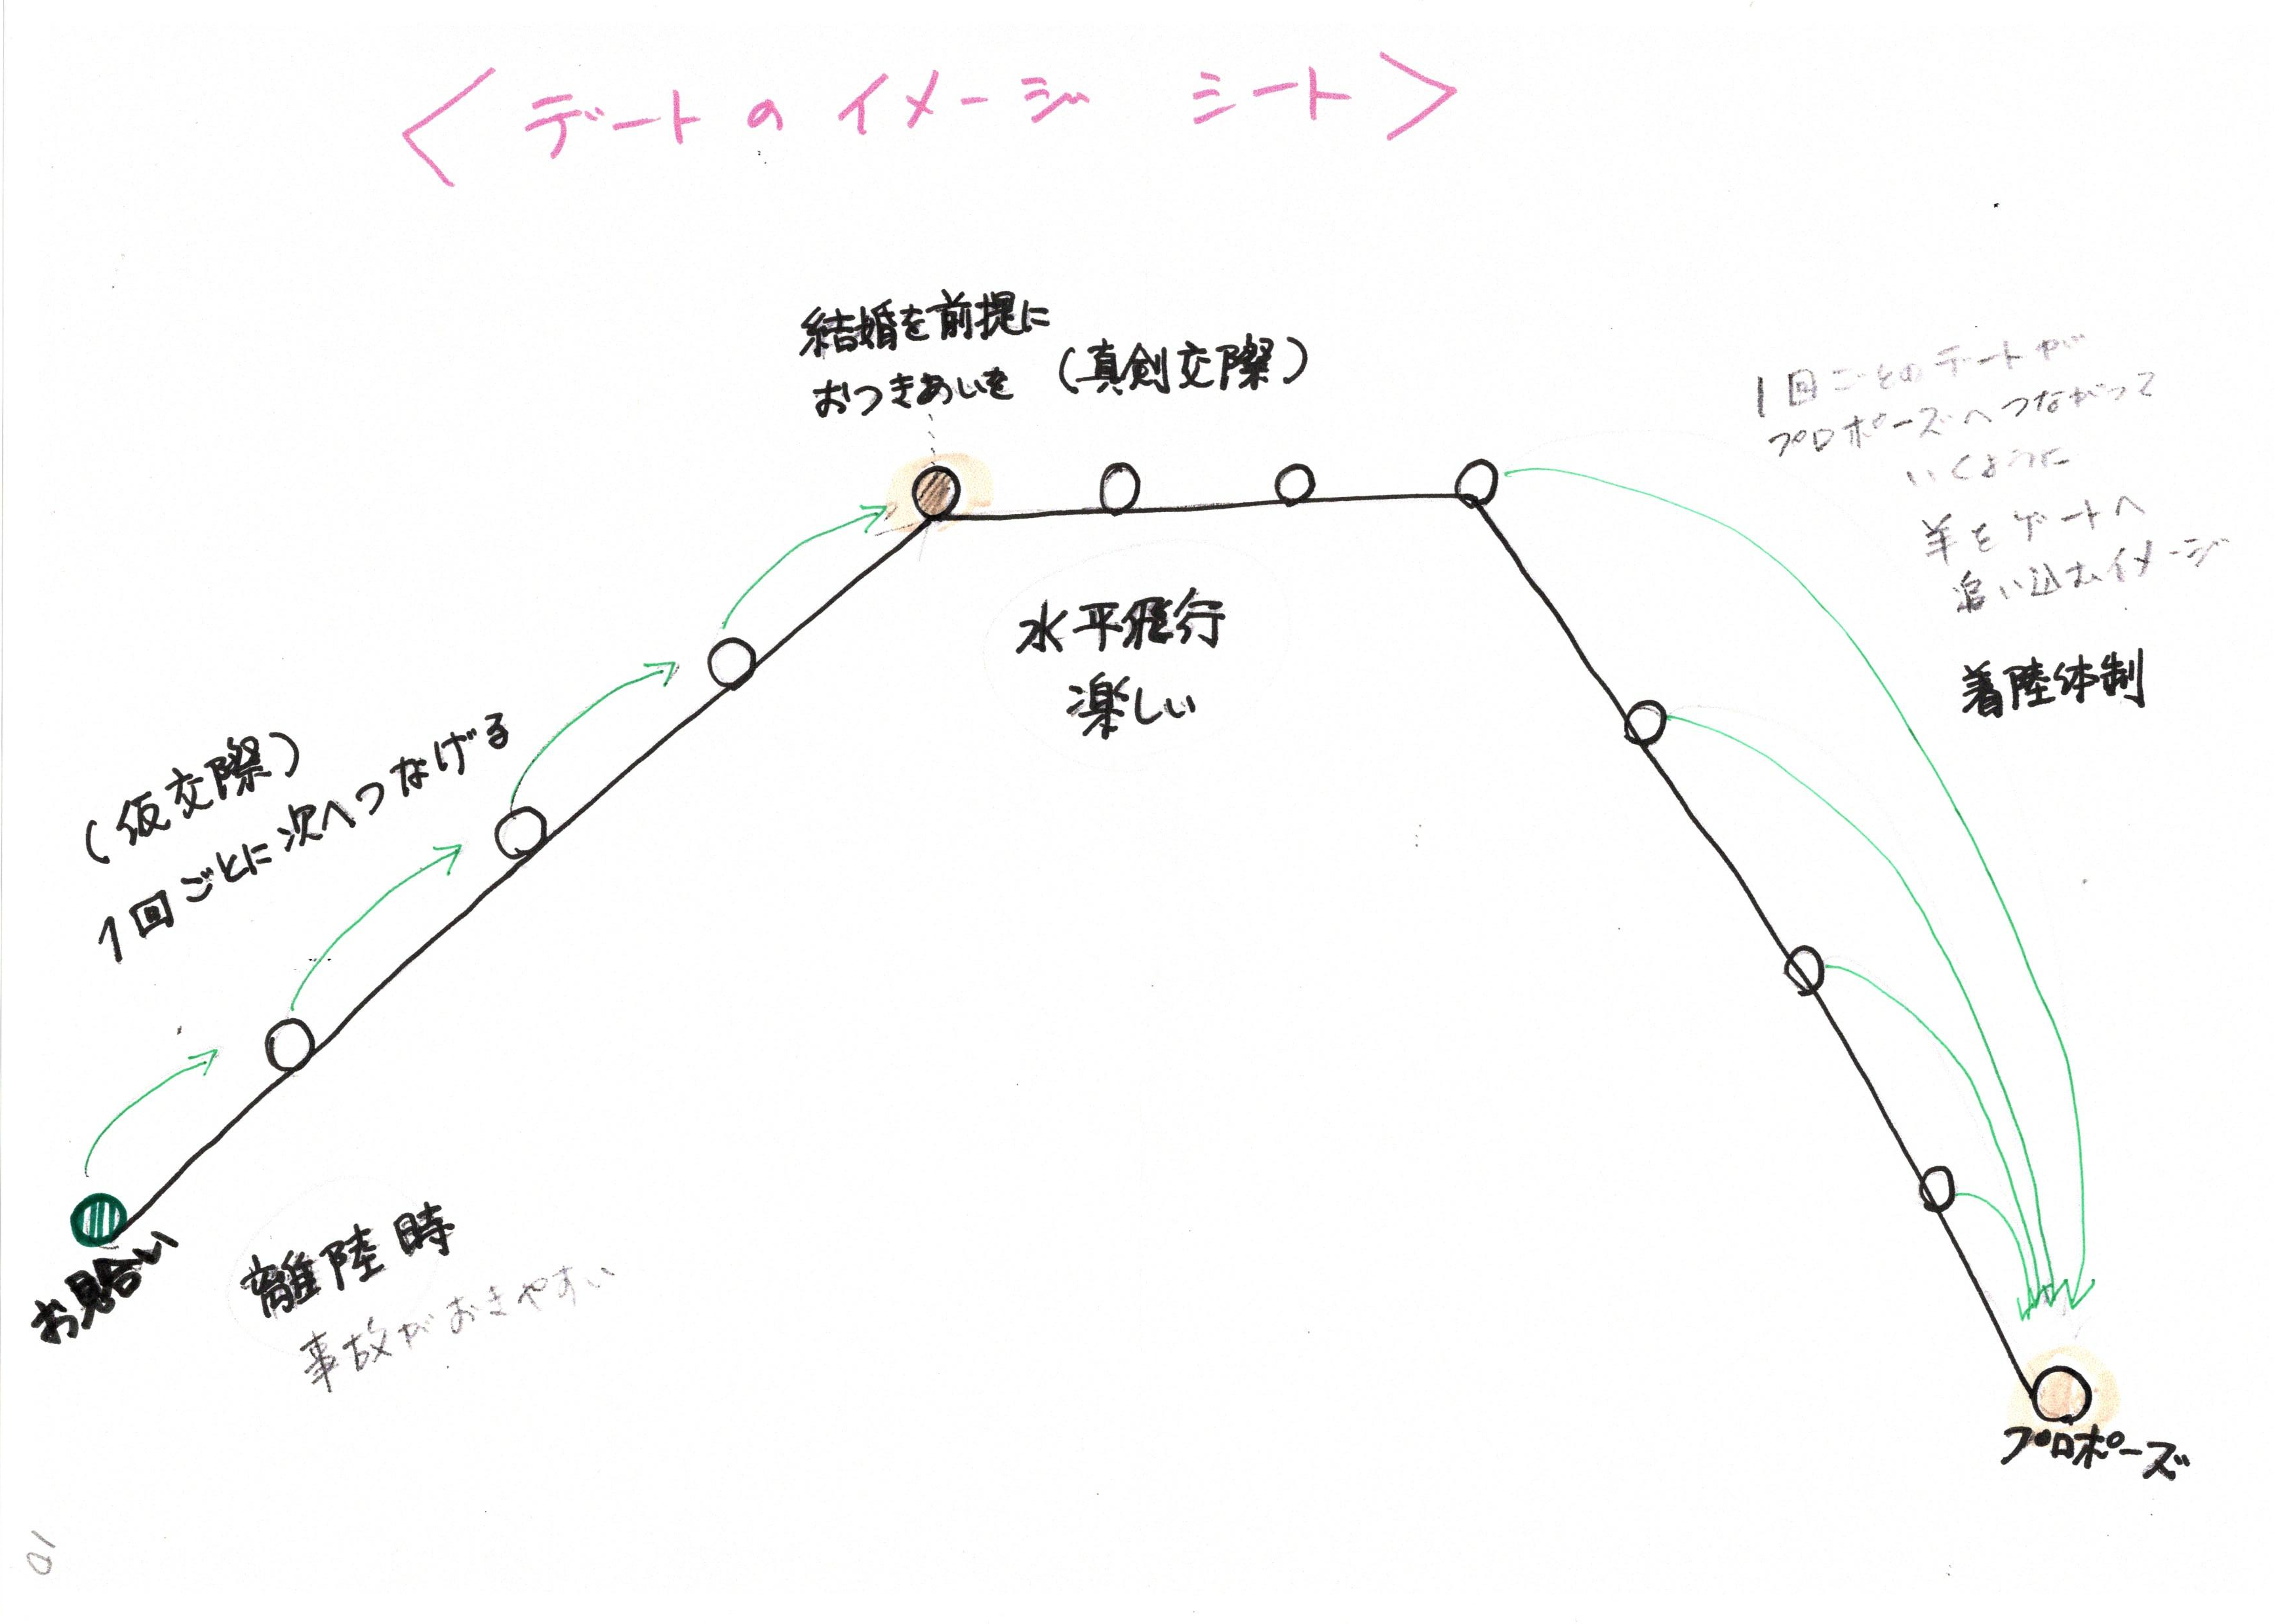 ＜デートのイメージ シート＞
結婚を前提に
おつきあいを
（真剣交際）
1回ごとのデートが
プロポーズへつながって
いくように
羊をゲートへ
追い込むイメージ
着陸体制
水平飛行
楽しい
（仮交際）
1回ごとに次へつなげる
お見合い
離陸時
事故がおきやすい
プロポーズ
10